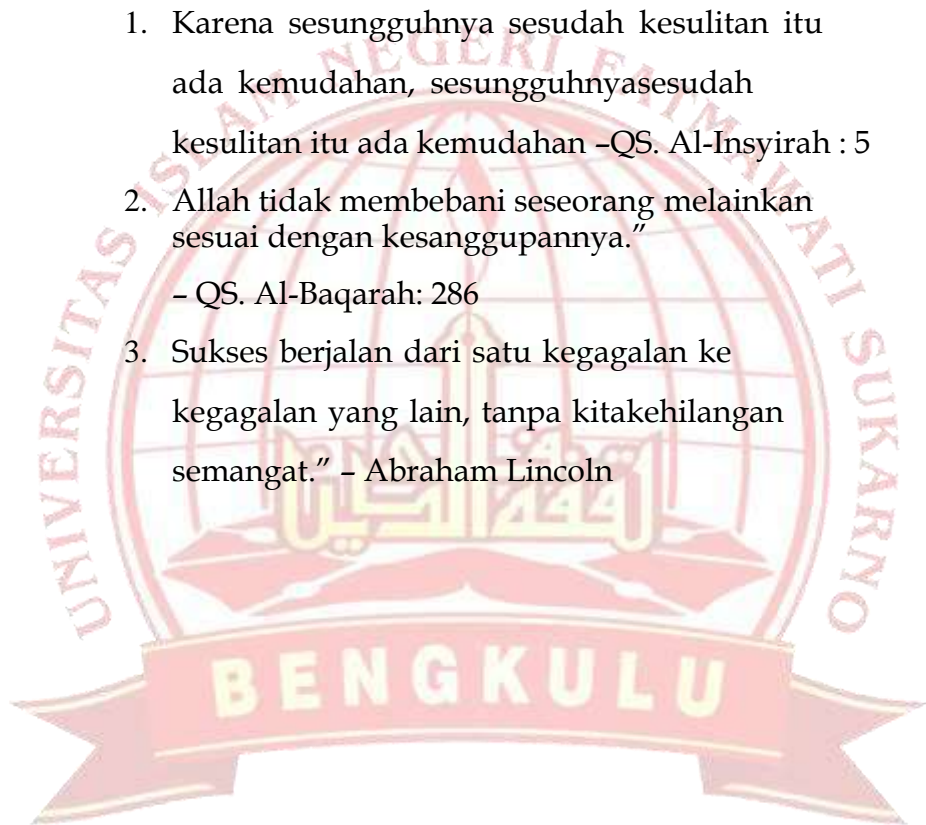 1. Karena sesungguhnya sesudah kesulitan itu
ada kemudahan, sesungguhnyasesudah
kesulitan itu ada kemudahan –QS. Al-Insyirah : 5
2. Allah tidak membebani seseorang melainkan
sesuai dengan kesanggupannya.”
– QS. Al-Baqarah: 286
3. Sukses berjalan dari satu kegagalan ke
kegagalan yang lain, tanpa kitakehilangan
semangat.” – Abraham Lincoln
UNIVERSITAS ISLAM NEGERI FATMAWATI SUKARNO
BENGKULU